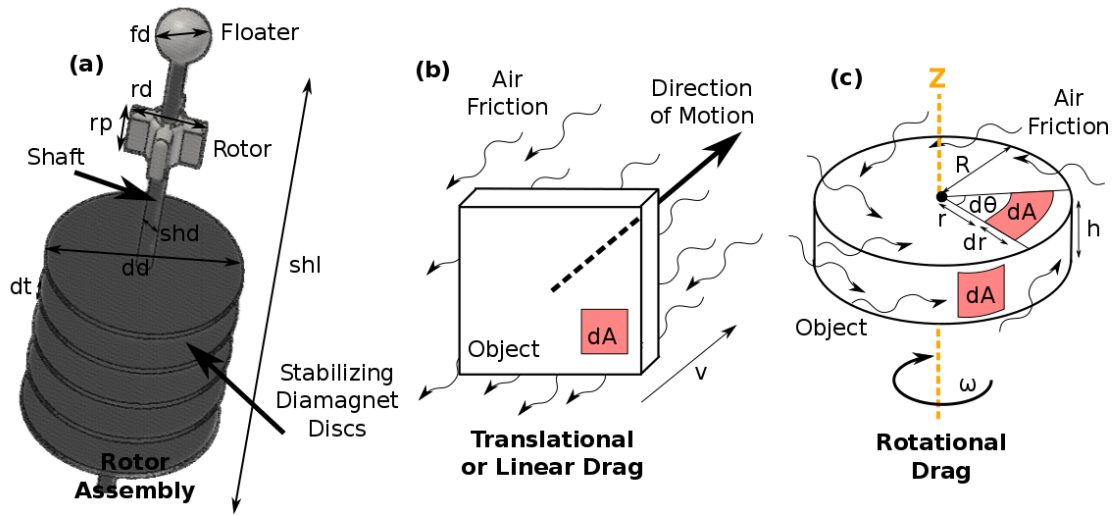 (a)
fd
Floater
rd
rp
Rotor
Shaft
shd
dd
dt
shl
Stabilizing
Diamagnet
Discs
Rotor
Assembly
(b)
Air
Friction
Direction
of Motion
dA
Object
v
Translational
or Linear Drag
(c)
Z
Air
Friction
R
dθ
dA
r
dr
h
dA
Object
ω
Rotational
Drag